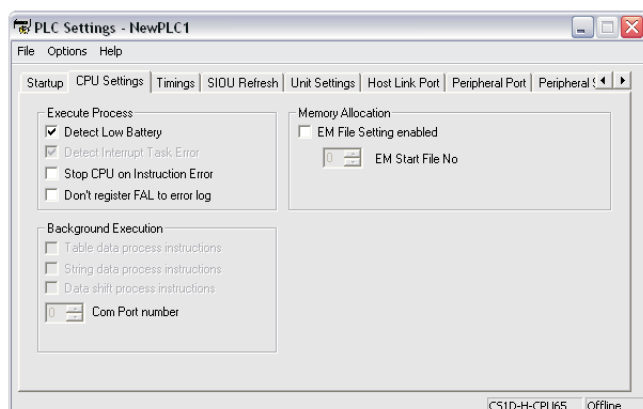 PLC Settings - NewPLC1
File Options Help
Startup CPU Settings Timings SIOU Refresh Unit Settings Host Link Port Peripheral Port Peripheral
Execute Process
Detect Low Battery
Detect Interrupt Task Error
Stop CPU on Instruction Error
Don't register FAL to error log
Memory Allocation
EM File Setting enabled
0 EM Start File No
Background Execution
Table data process instructions
String data process instructions
Data shift process instructions
0 Com Port number
CS1D-H-CPU65 Offline